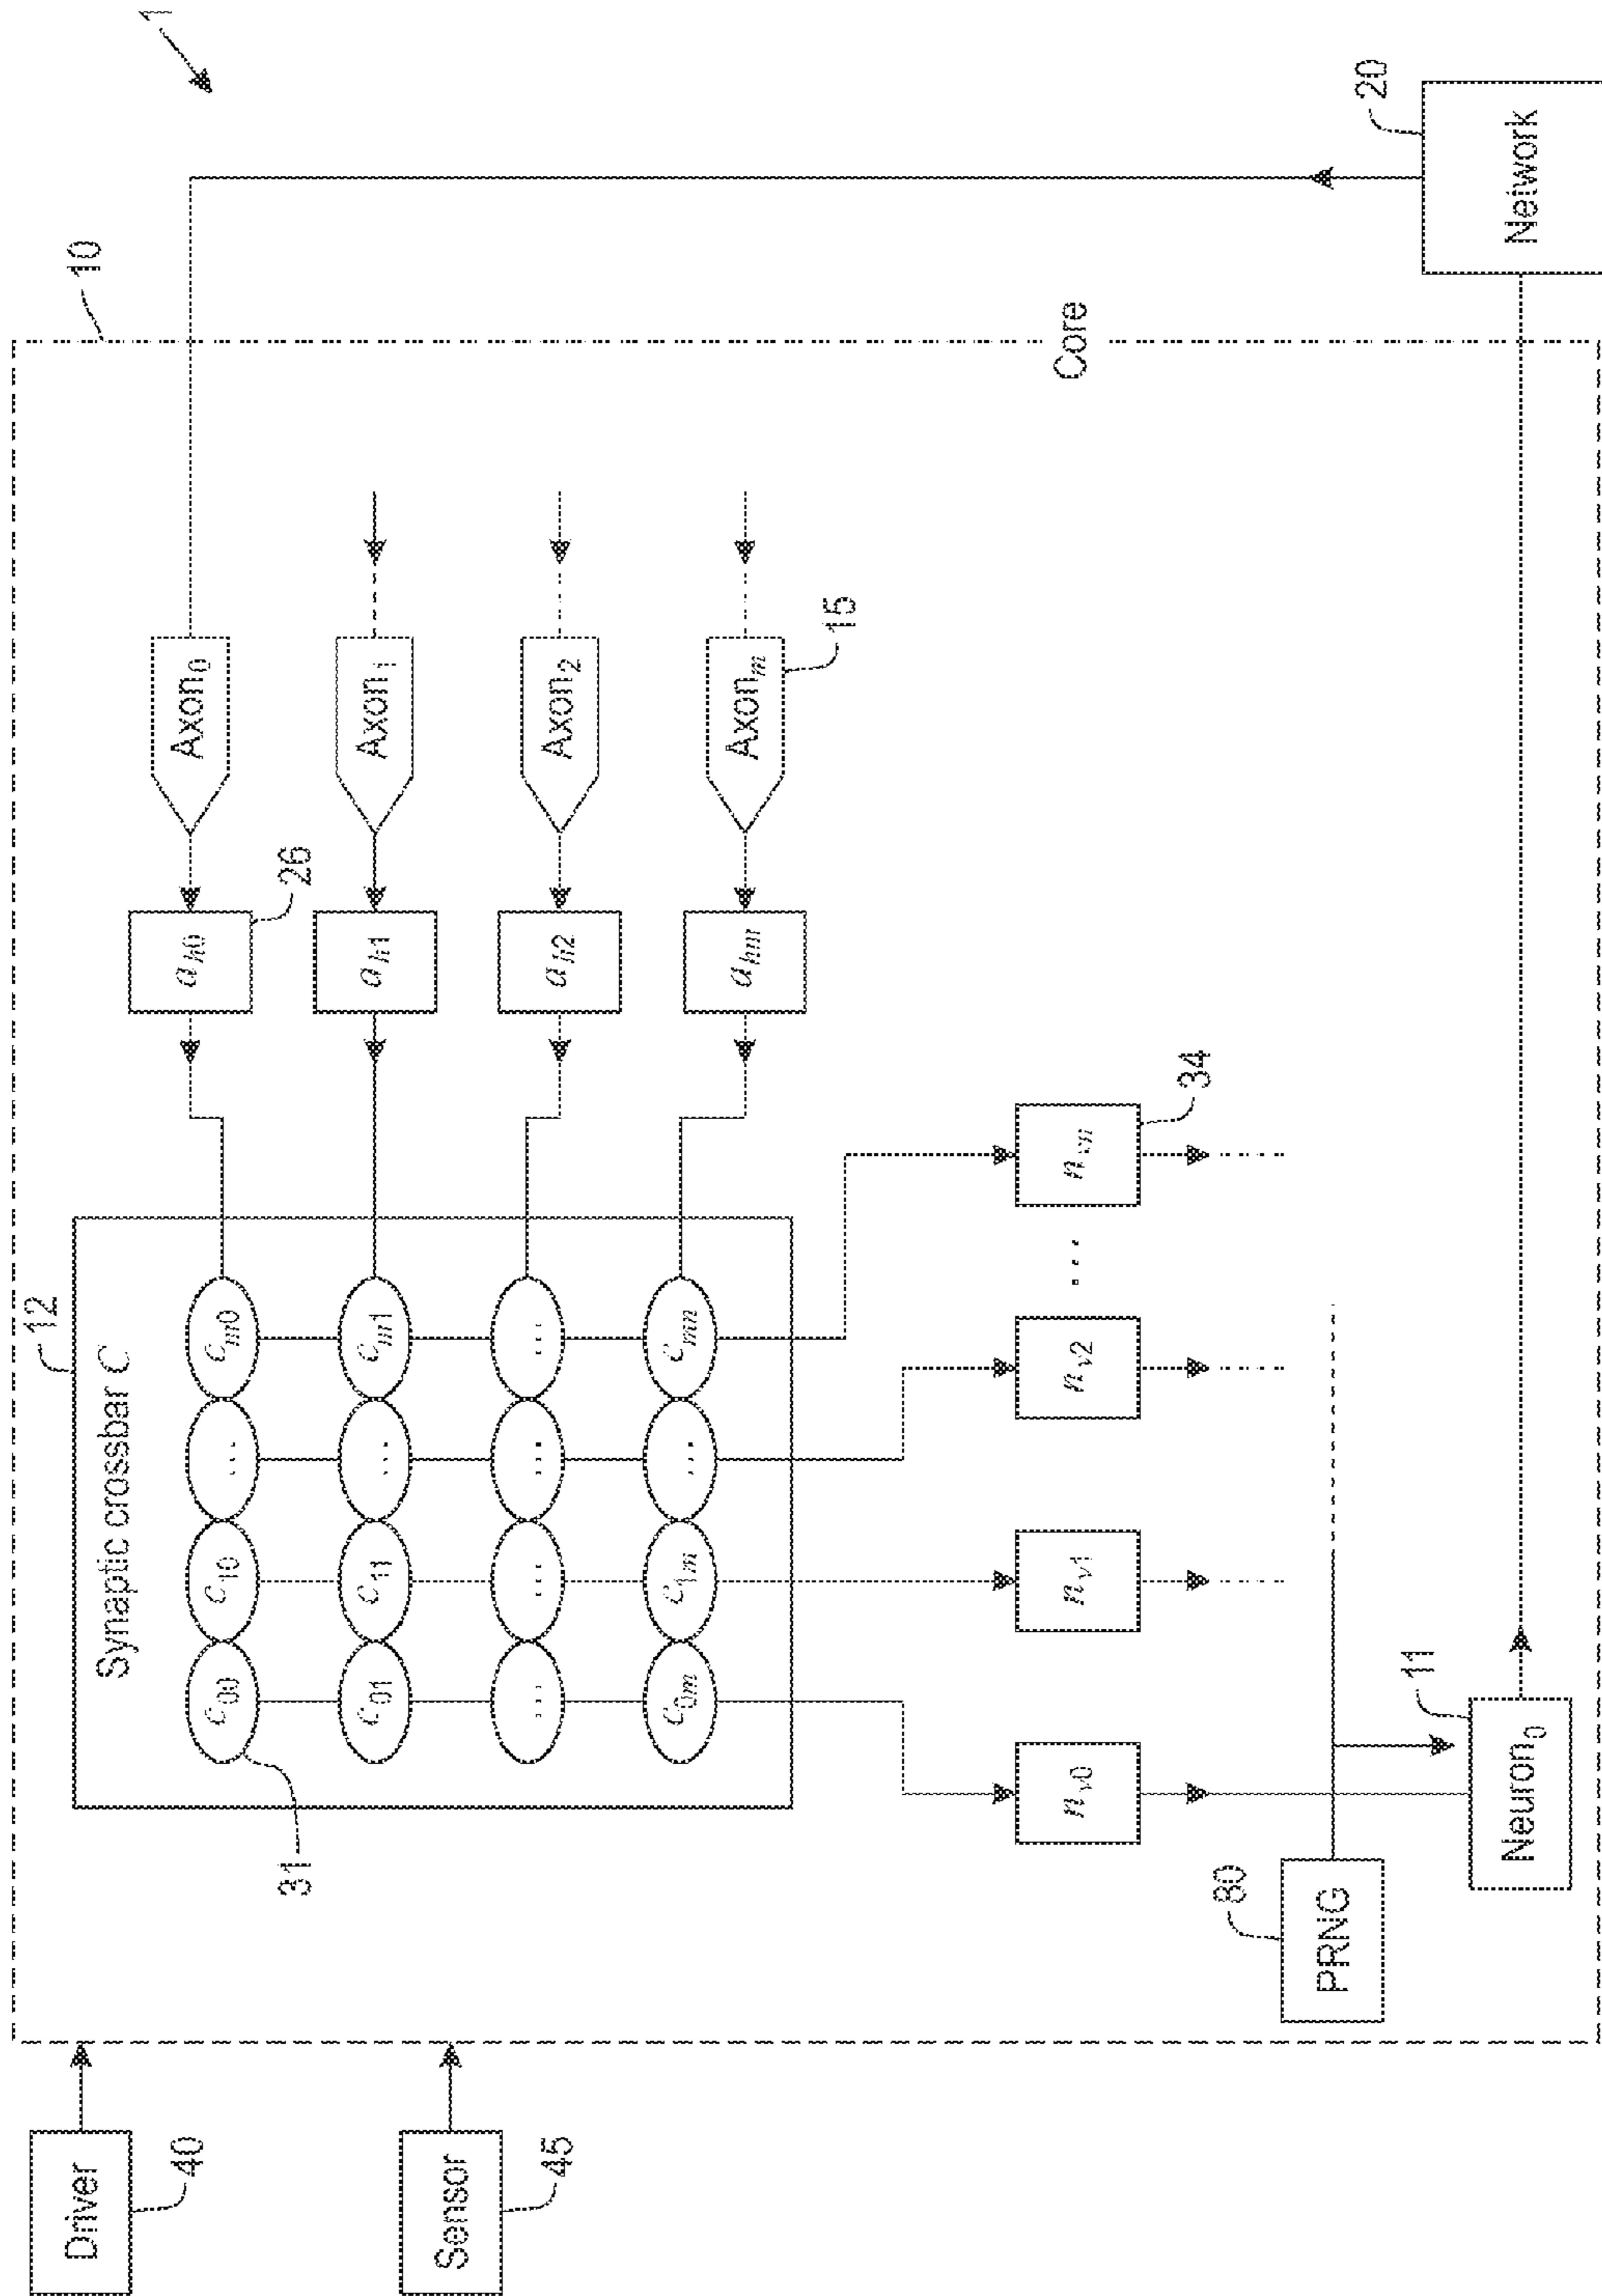 1
10
12
Driver
40
Sensor
45
Synaptic crossbar C
c00 c10 ... cm0
ah0
Axon0
26
31
c01 c11 ... cm1
ah1
Axon1
... ... ... ...
ah2
Axon2
c0m c1m ... cmn
ahm
Axonm
15
Core
nv0 nv1 nv2 ... nvn
34
80
PRNG
11
Neuron0
20
Network